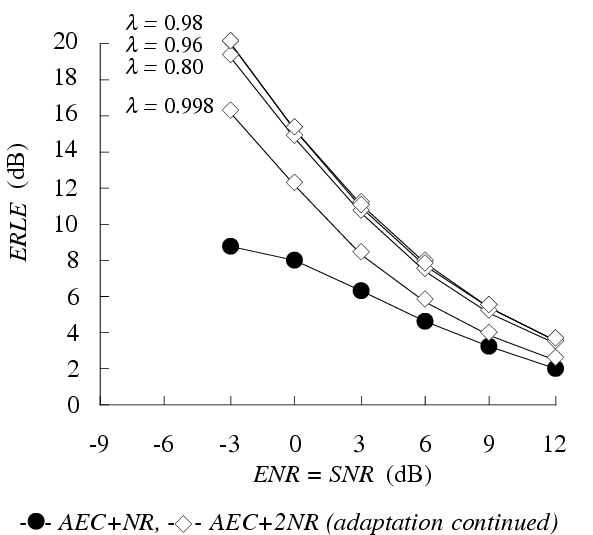 λ = 0.98
λ = 0.96
λ = 0.80
λ = 0.998
20
18
16
14
12
10
8
6
4
2
0
ERLE (dB)
-9 -6 -3 0 3 6 9 12
ENR = SNR (dB)
-●- AEC+NR, -◇- AEC+2NR (adaptation continued)